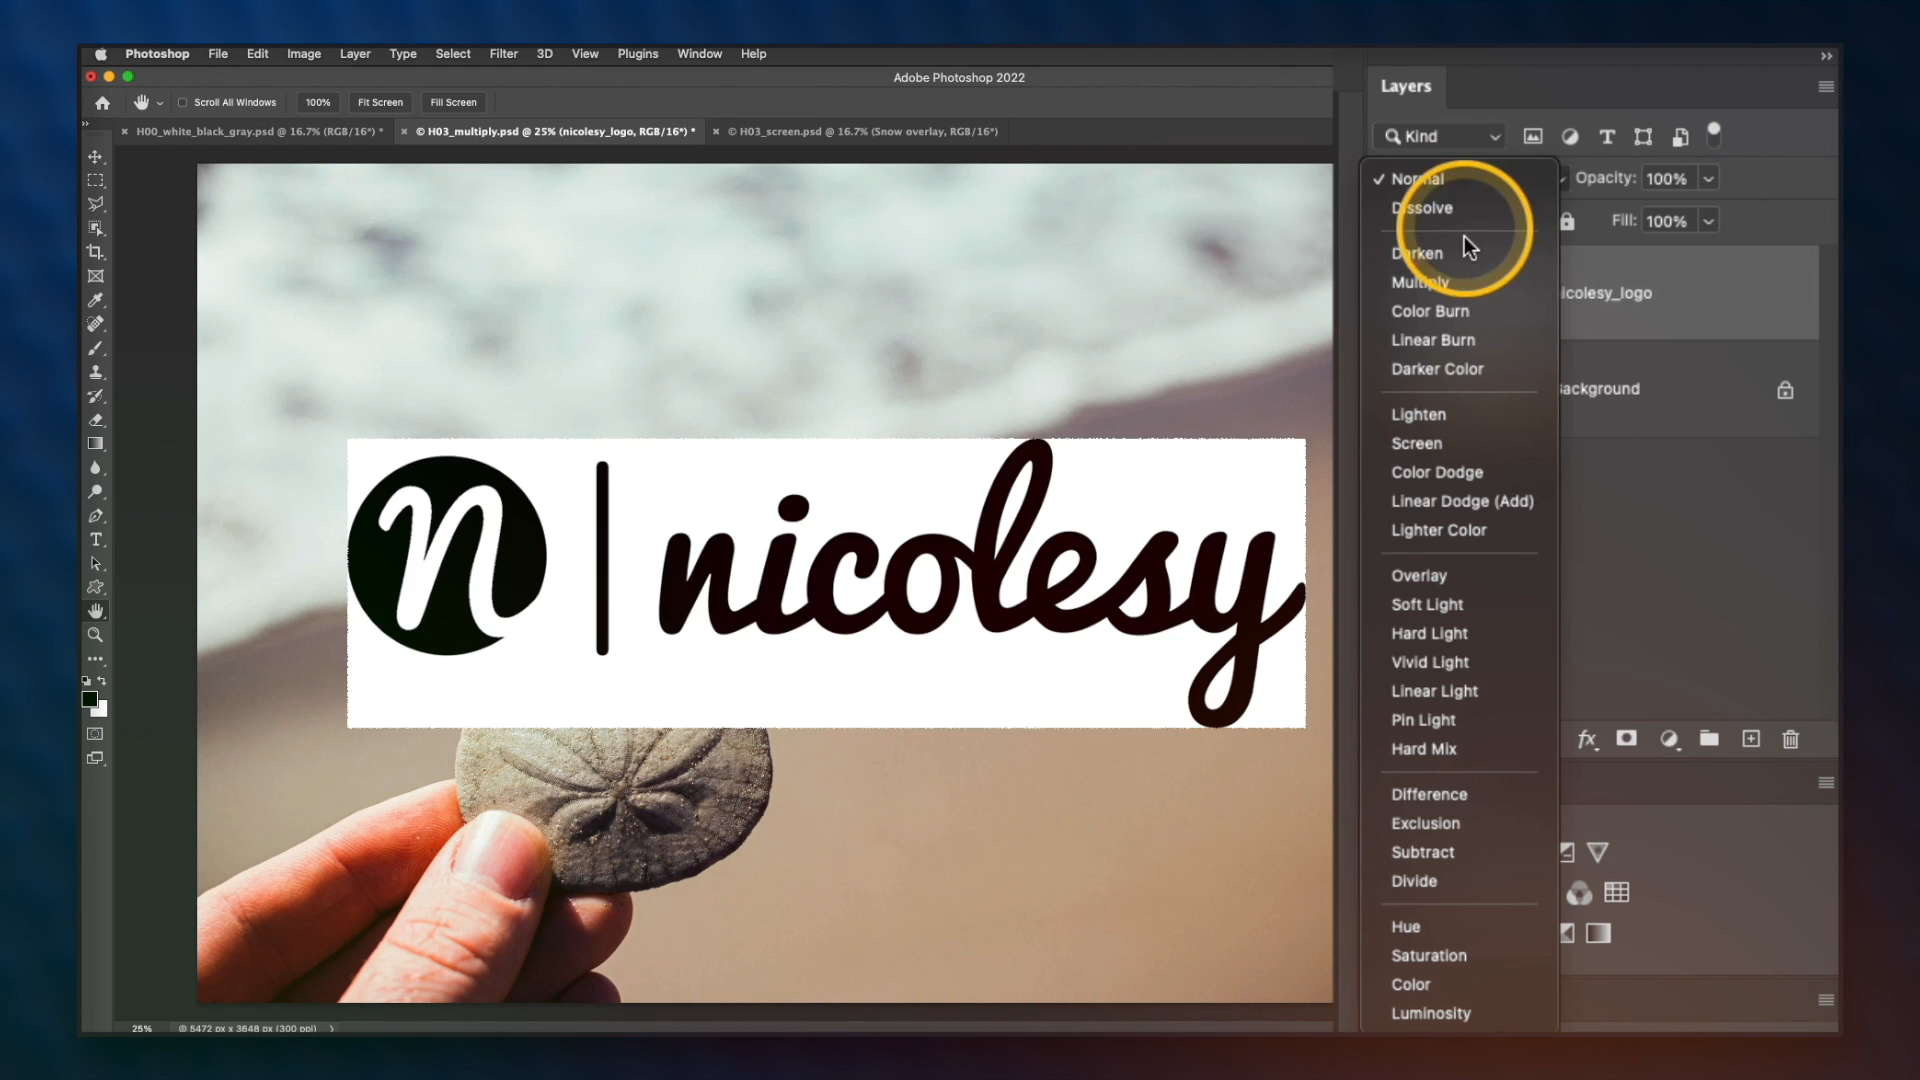 Photoshop File Edit Image Layer Type Select Filter 3D View Plugins Window Help
Adobe Photoshop 2022
Scroll All Windows 100% Fit Screen Fill Screen
H00_white_black_gray.psd @ 16.7% (RGB/16*) *
© H03_multiply.psd @ 25% (nicolesy_logo, RGB/16*) *
© H03_screen.psd @ 16.7% (Snow overlay, RGB/16*)
n | nicolesy
25% @ 5472 px x 3648 px (300 ppi)
Layers
Kind
Opacity: 100%
Fill: 100%
icolesy_logo
Background
Normal
Dissolve
Darken
Multiply
Color Burn
Linear Burn
Darker Color
Lighten
Screen
Color Dodge
Linear Dodge (Add)
Lighter Color
Overlay
Soft Light
Hard Light
Vivid Light
Linear Light
Pin Light
Hard Mix
Difference
Exclusion
Subtract
Divide
Hue
Saturation
Color
Luminosity
fx